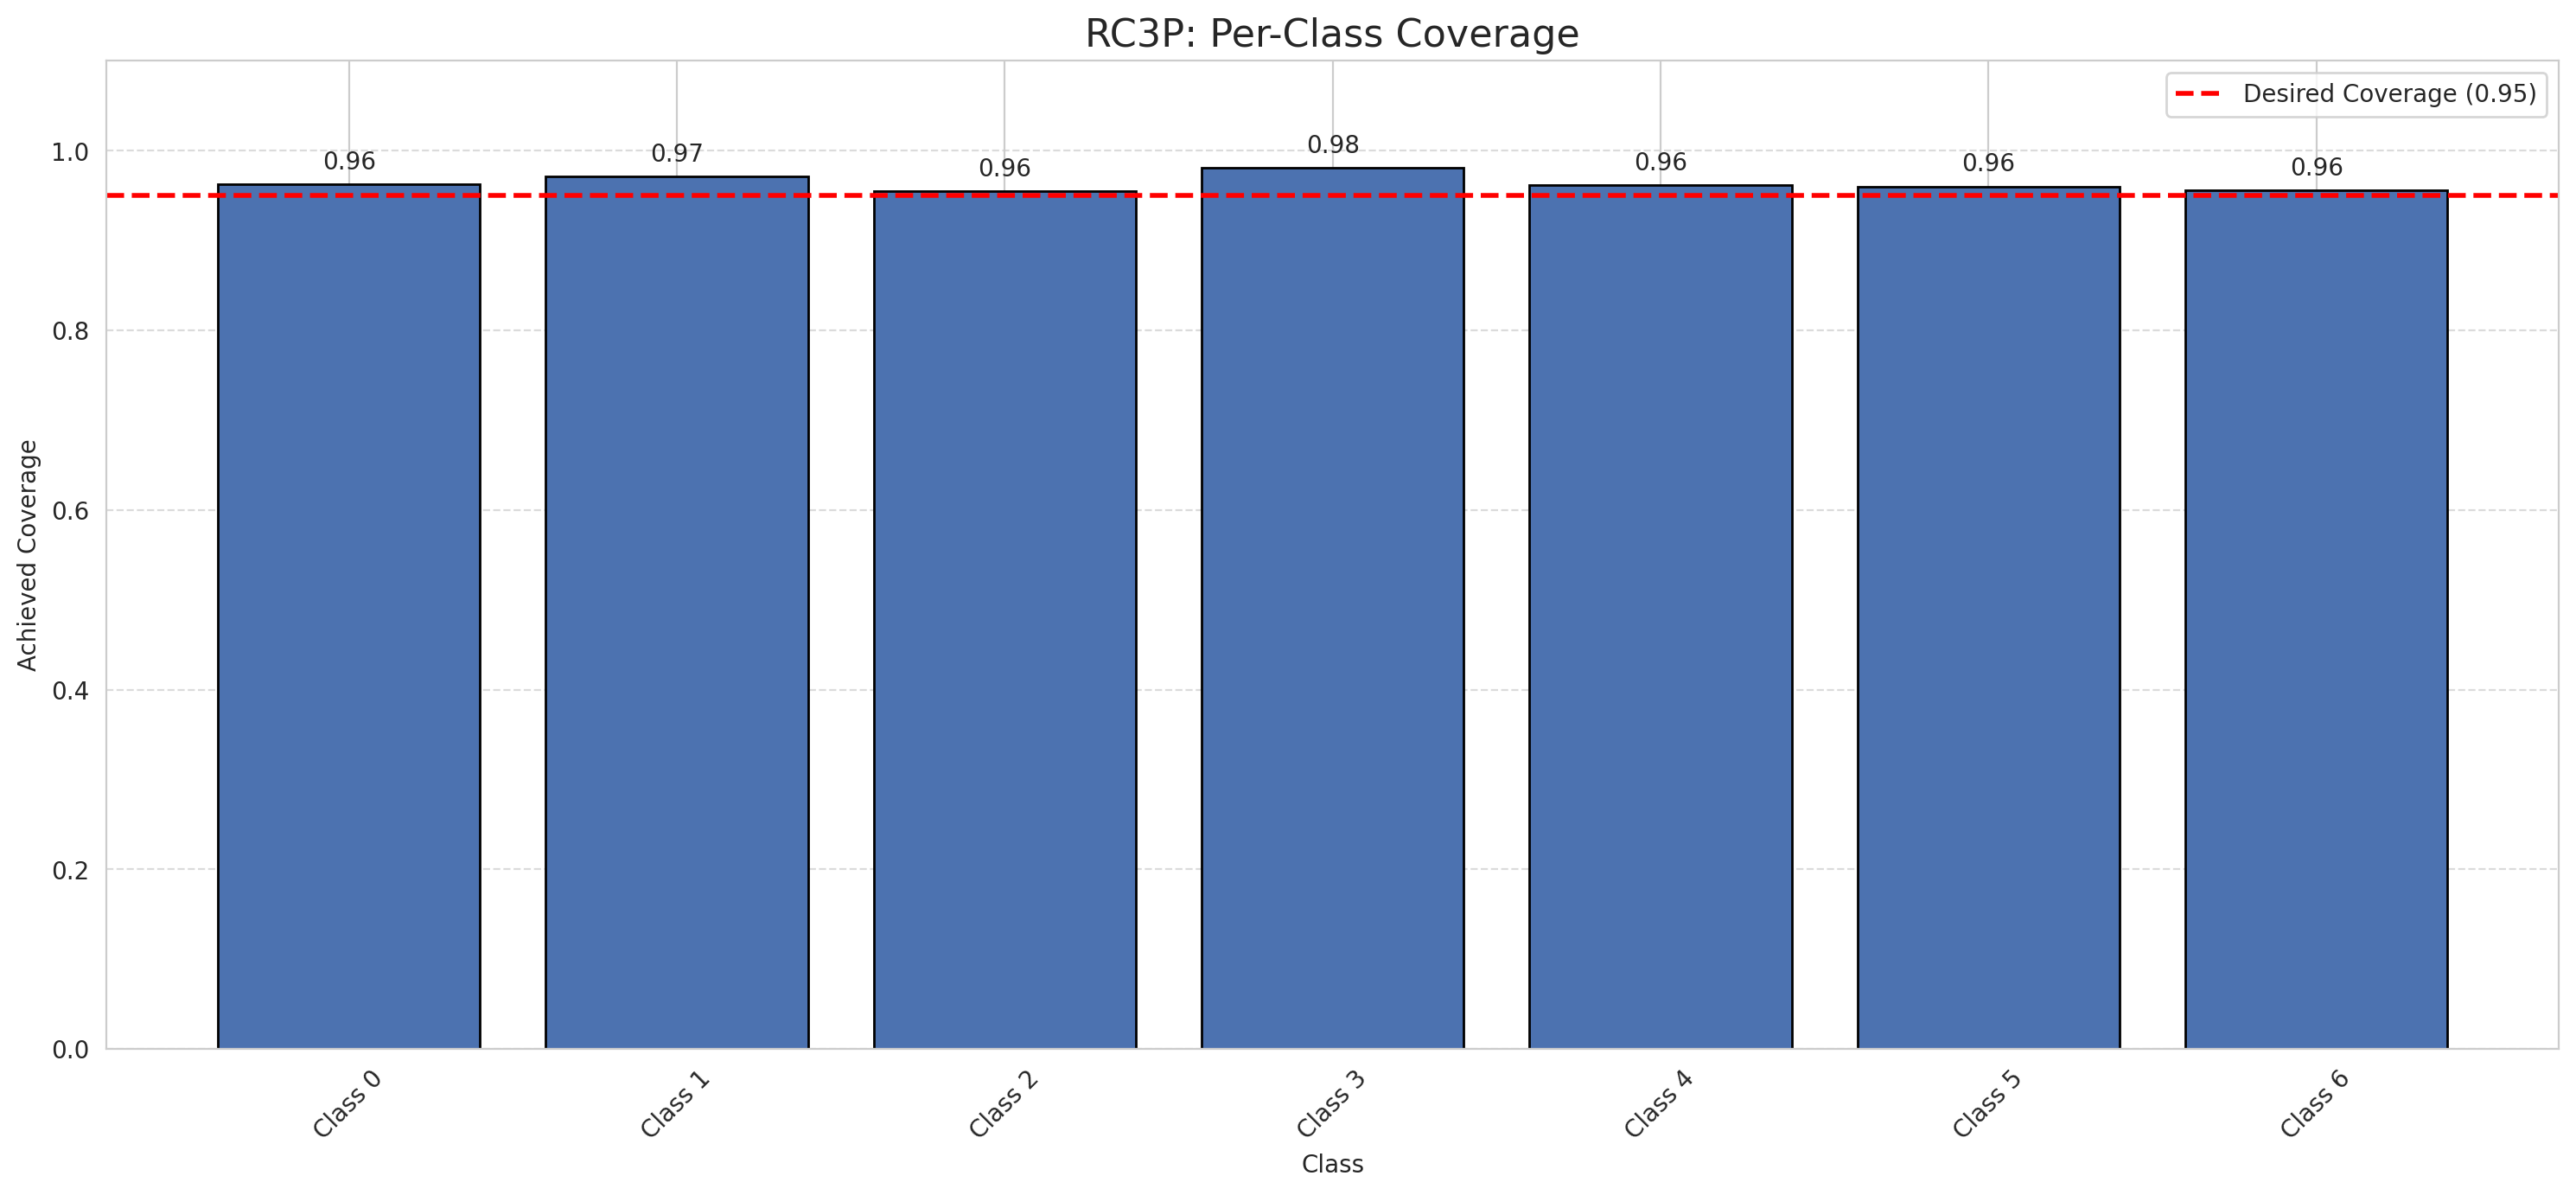 RC3P: Per-Class Coverage
Desired Coverage (0.95)
1.0
0.8
0.6
0.4
0.2
0.0
Achieved Coverage
0.96
0.97
0.96
0.98
0.96
0.96
0.96
Class 0
Class 1
Class 2
Class 3
Class 4
Class 5
Class 6
Class